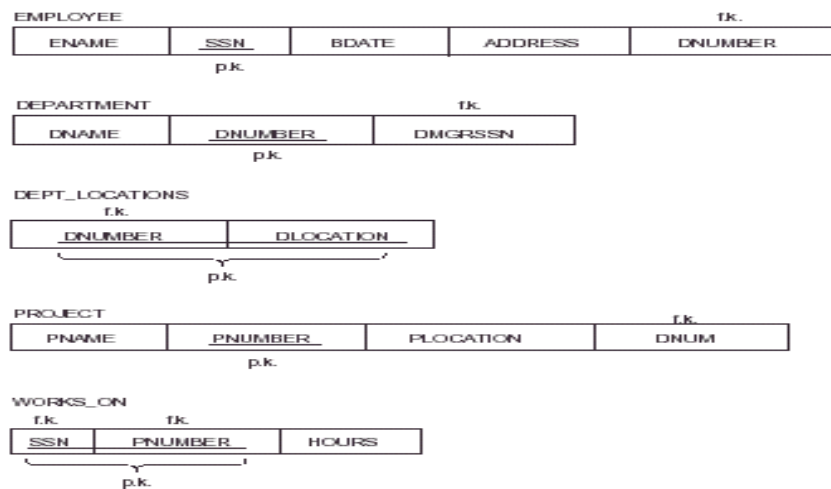 EMPLOYEE
f.k.
ENAME SSN BDATE ADDRESS DNUMBER
p.k.
DEPARTMENT f.k.
DNAME DNUMBER DMGRSSN
p.k.
DEPT_LOCATIONS
f.k.
DNUMBER DLOCATION
p.k.
PROJECT
f.k.
PNAME PNUMBER PLOCATION DNUM
p.k.
WORKS_ON
f.k. f.k.
SSN PNUMBER HOURS
p.k.